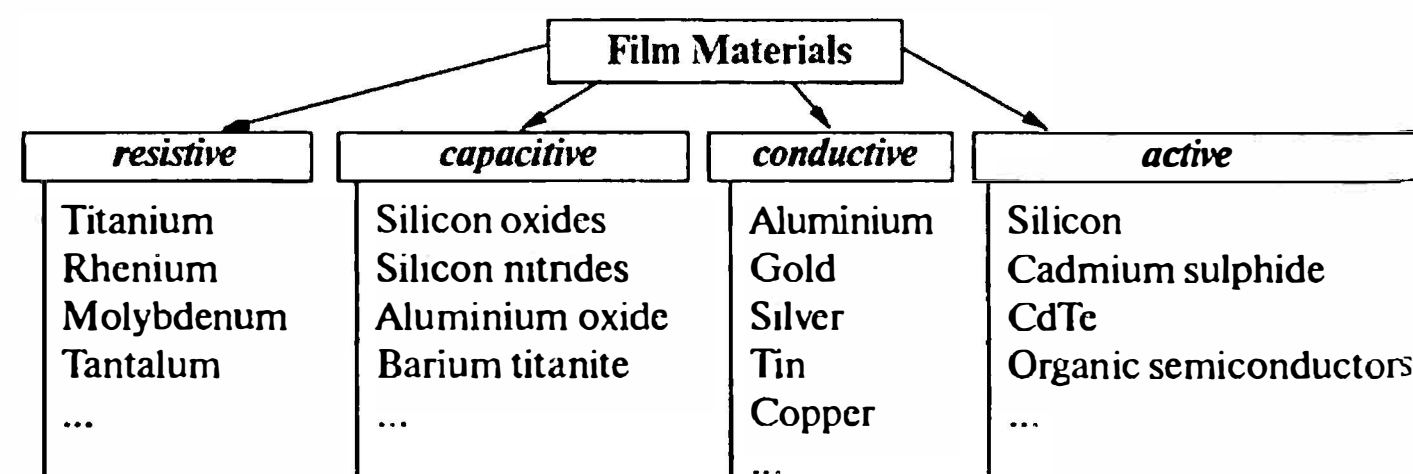 Film Materials
resistive
Titanium
Rhenium
Molybdenum
Tantalum
...
capacitive
Silicon oxides
Silicon nitrides
Aluminium oxide
Barium titanite
...
conductive
Aluminium
Gold
Silver
Tin
Copper
...
active
Silicon
Cadmium sulphide
CdTe
Organic semiconductors
...